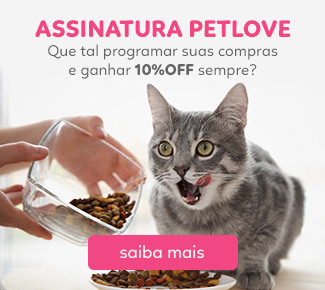 ASSINATURA PETLOVE
Que tal programar suas compras
e ganhar 10%OFF sempre?
saiba mais